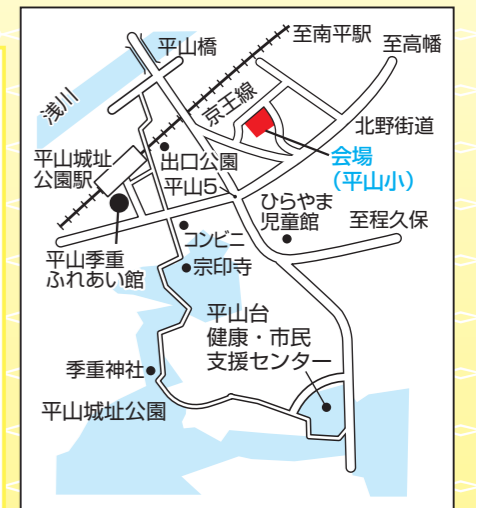 至南平駅
至高幡
平山橋
浅川
京王線
北野街道
会場
（平山小）
平山城址
公園駅
出口公園
平山5
ひらやま
児童館
至程久保
コンビニ
平山季重
ふれあい館
宗印寺
平山台
健康・市民
支援センター
季重神社
平山城址公園